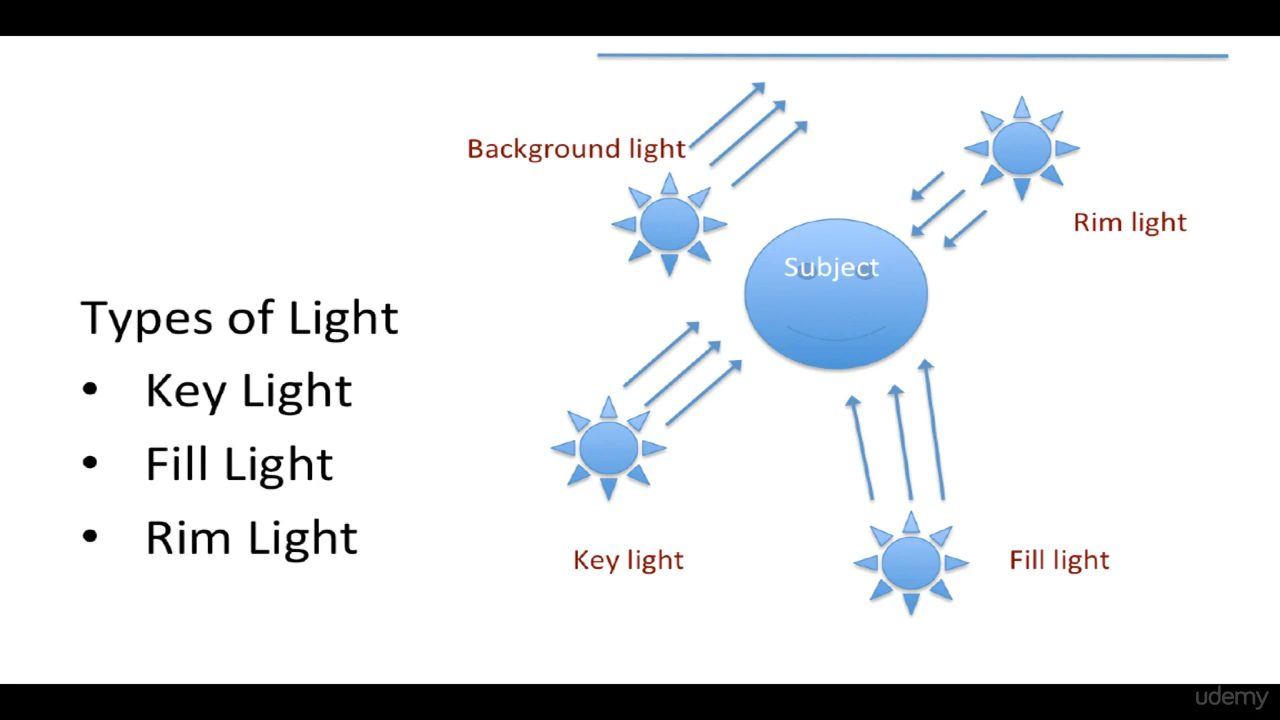 Background light
Rim light
Subject
Types of Light
• Key Light
• Fill Light
• Rim Light
Key light
Fill light
udemy